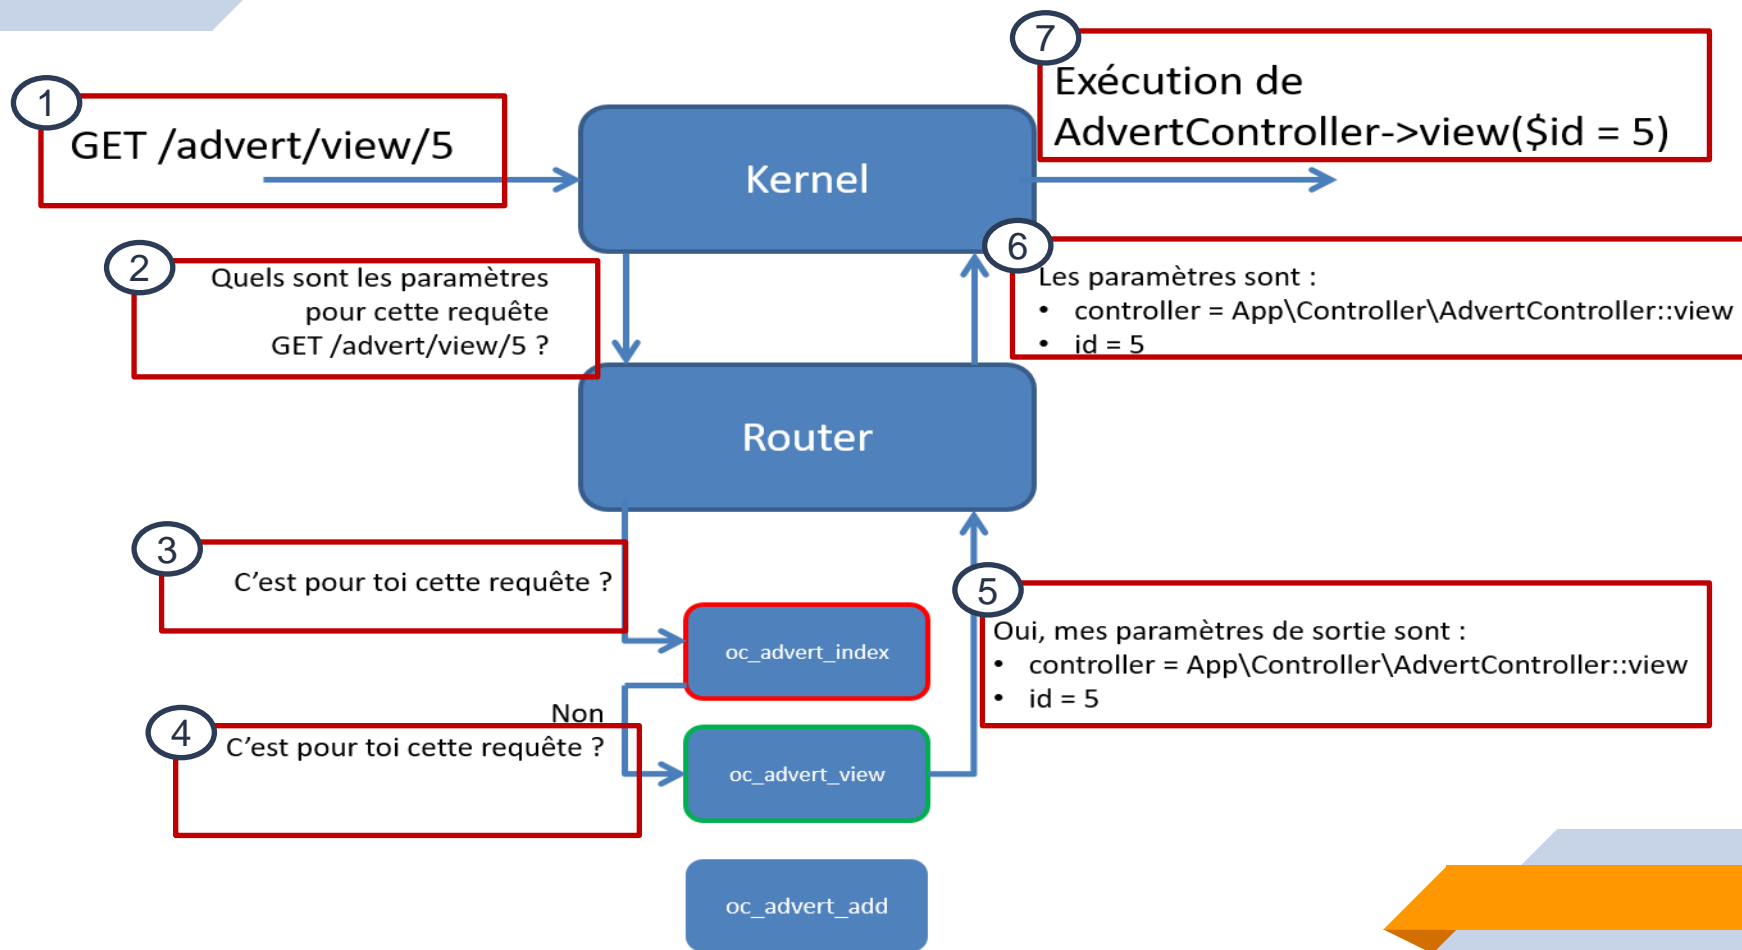 1
GET /advert/view/5
Kernel
7
Exécution de
AdvertController->view($id = 5)
2
Quels sont les paramètres
pour cette requête
GET /advert/view/5 ?
6
Les paramètres sont :
• controller = App\Controller\AdvertController::view
• id = 5
Router
3
C’est pour toi cette requête ?
oc_advert_index
Non
4
C’est pour toi cette requête ?
oc_advert_view
5
Oui, mes paramètres de sortie sont :
• controller = App\Controller\AdvertController::view
• id = 5
oc_advert_add